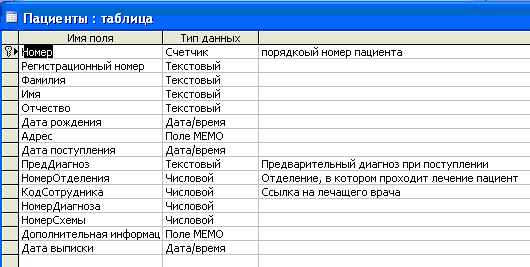 Пациенты : таблица
Имя поля Тип данных
Номер Счетчик порядкоый номер пациента
Регистрационный номер Текстовый
Фамилия Текстовый
Имя Текстовый
Отчество Текстовый
Дата рождения Дата/время
Адрес Поле МЕМО
Дата поступления Дата/время
ПредДиагноз Текстовый Предварительный диагноз при поступлении
НомерОтделения Числовой Отделение, в котором проходит лечение пациент
КодСотрудника Числовой Ссылка на лечащего врача
НомерДиагноза Числовой
НомерСхемы Числовой
Дополнительная информац Поле МЕМО
Дата выписки Дата/время